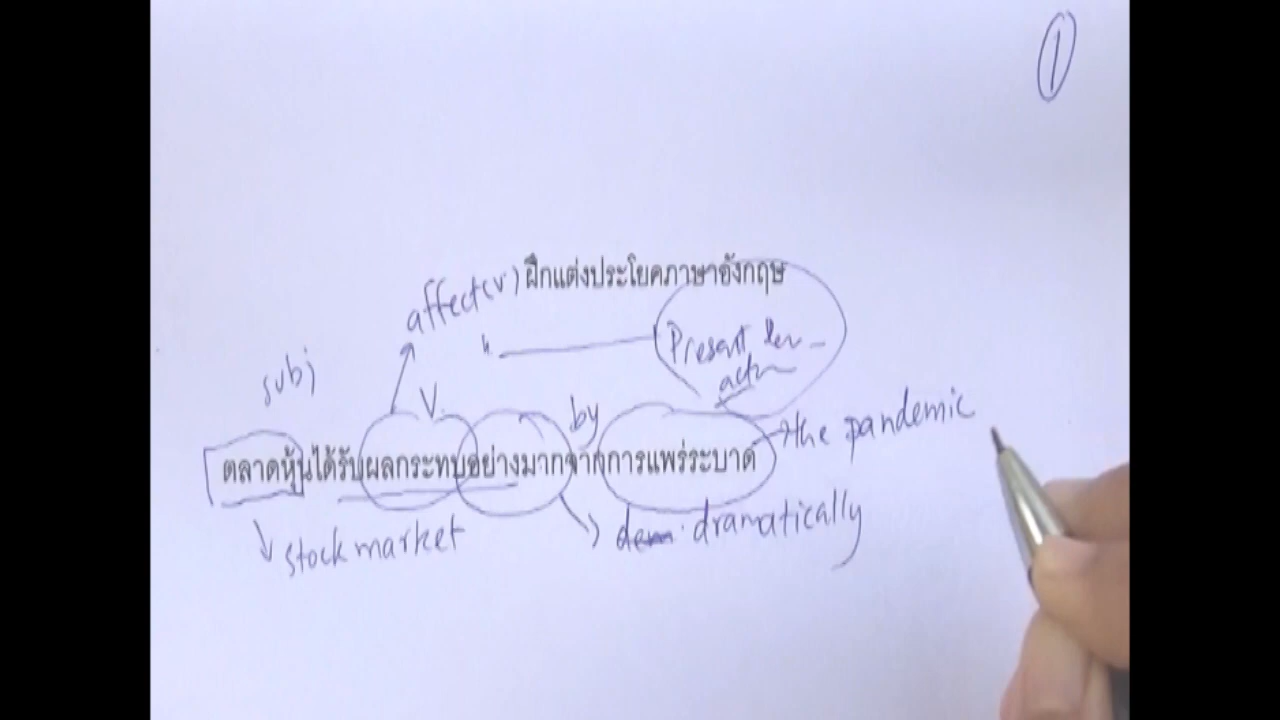 1
affect(v) ฝึกแต่งประโยคภาษาอังกฤษ
Present
subj
V. by
ตลาดหุ้นได้รับผลกระทบอย่างมากจากการแพร่ระบาด the pandemic
stock market dramatically